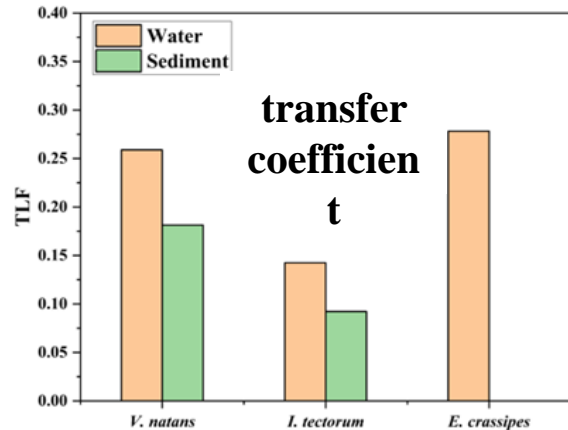 0.40
0.35
0.30
0.25
0.20
0.15
0.10
0.05
0.00
TLF
Water
Sediment
transfer
coefficien
t
V. natans I. tectorum E. crassipes